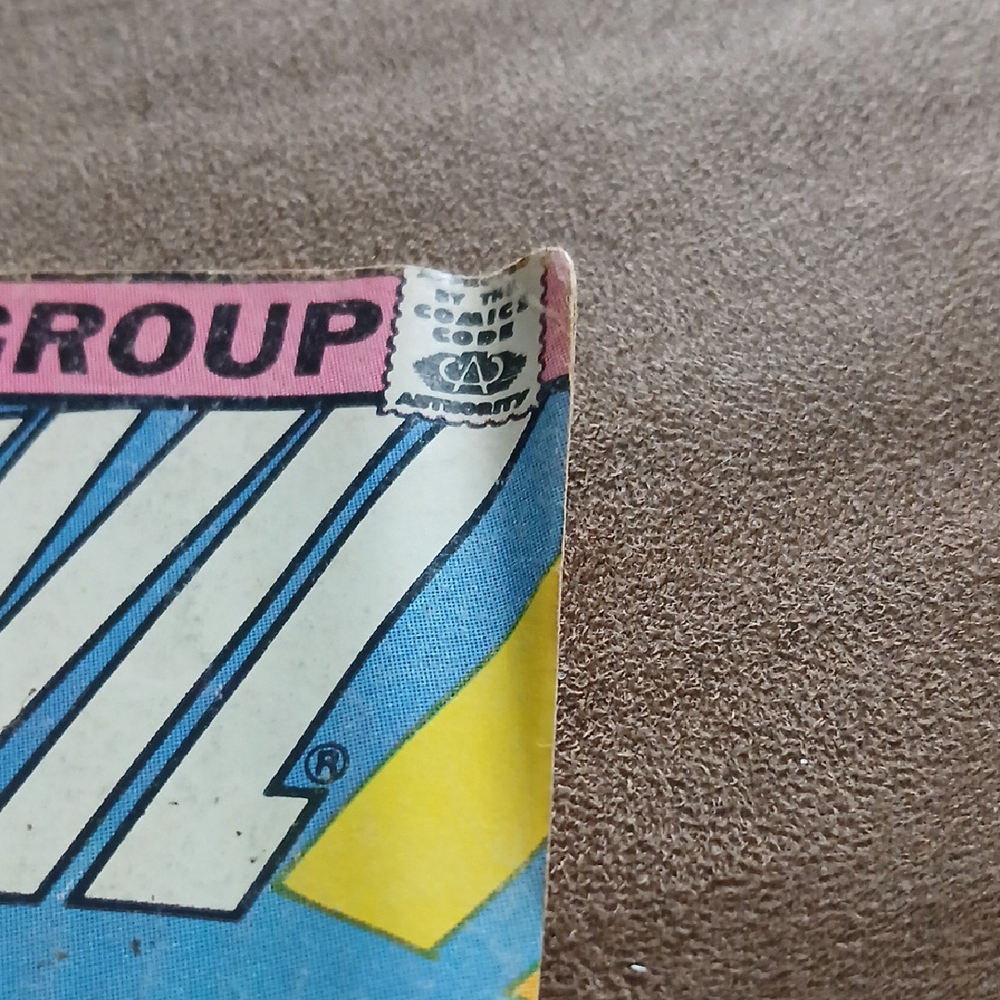 GROUP
BY THE
COMICS
CODE
A
AUTHORITY
®